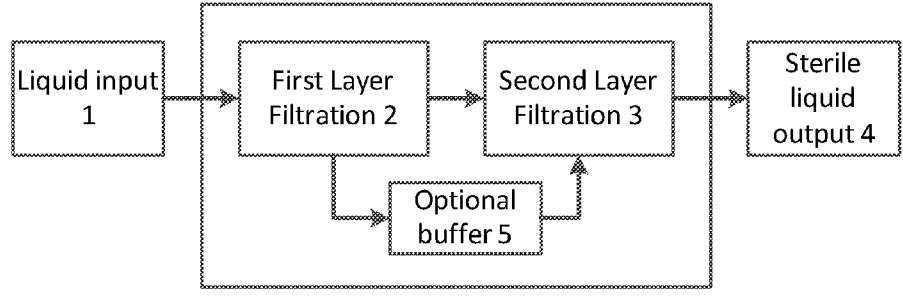 Liquid input
1
First Layer
Filtration 2
Second Layer
Filtration 3
Sterile
liquid
output 4
Optional
buffer 5